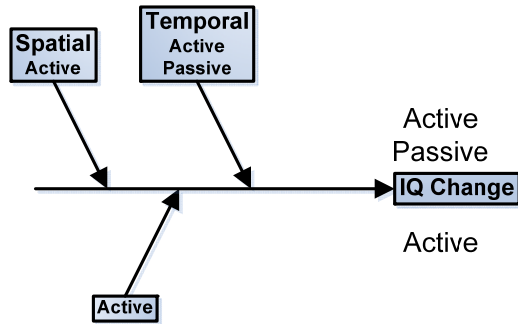 Spatial
Active
Temporal
Active
Passive
Active
Passive
IQ Change
Active
Active